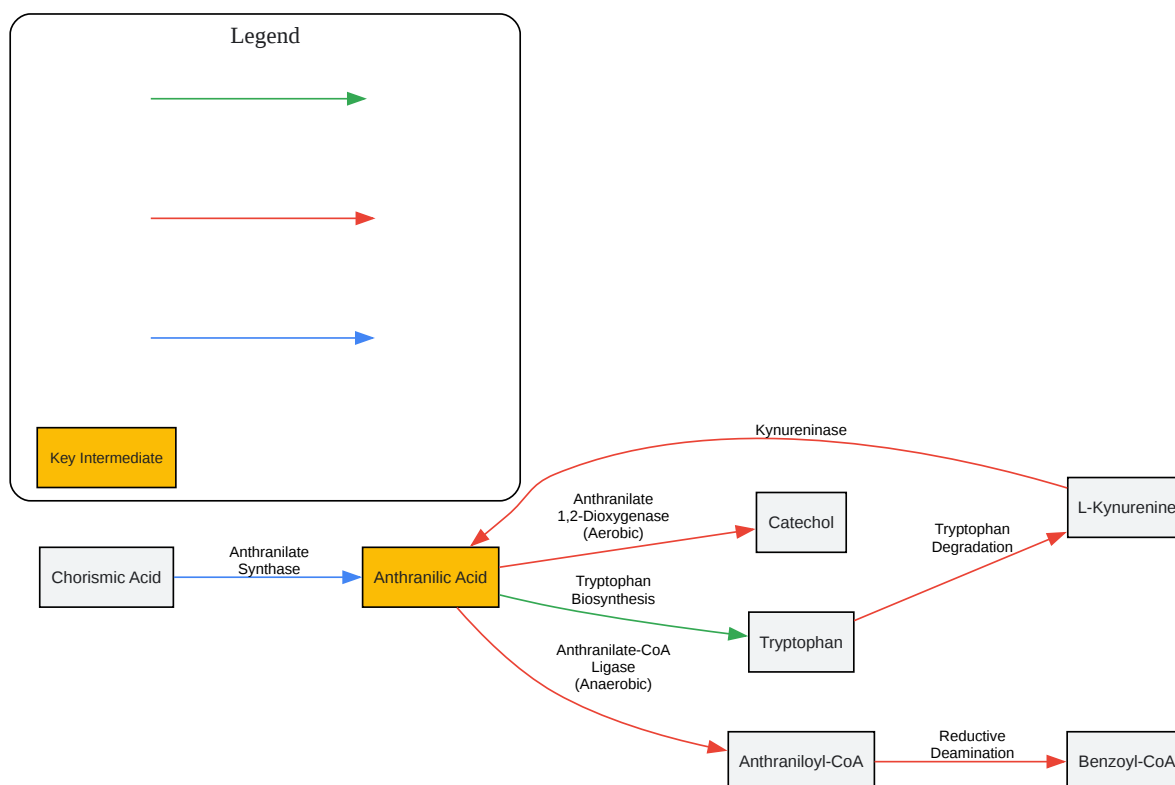 Legend
Key Intermediate
Kynureninase
L-Kynurenine
Anthranilate
1,2-Dioxygenase
(Aerobic)
Catechol
Tryptophan
Degradation
Chorismic Acid
Anthranilate
Synthase
Anthranilic Acid
Tryptophan
Biosynthesis
Tryptophan
Anthranilate-CoA
Ligase
(Anaerobic)
Anthraniloyl-CoA
Reductive
Deamination
Benzoyl-CoA